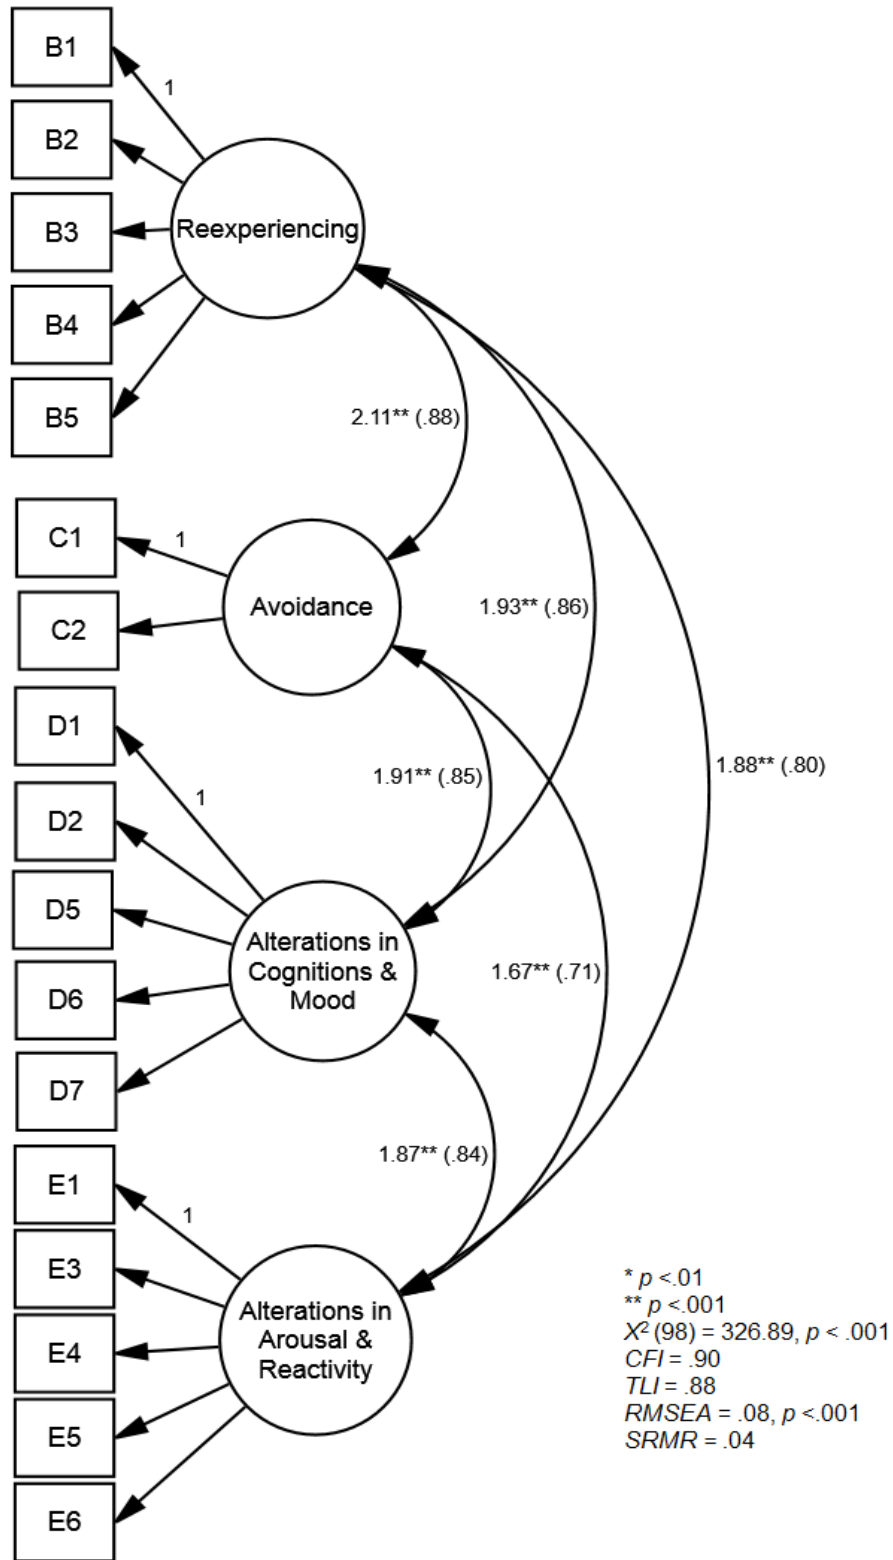 B1
1
B2
B3
Reexperiencing
B4
B5
2.11** (.88)
C1
1
C2
Avoidance
1.93** (.86)
D1
1
1.91** (.85)
1.88** (.80)
D2
D5
Alterations in
Cognitions &
Mood
D6
1.67** (.71)
D7
1.87** (.84)
E1
1
E3
Alterations in
Arousal &
Reactivity
E4
E5
E6
* p <.01
** p <.001
X² (98) = 326.89, p < .001
CFI = .90
TLI = .88
RMSEA = .08, p <.001
SRMR = .04